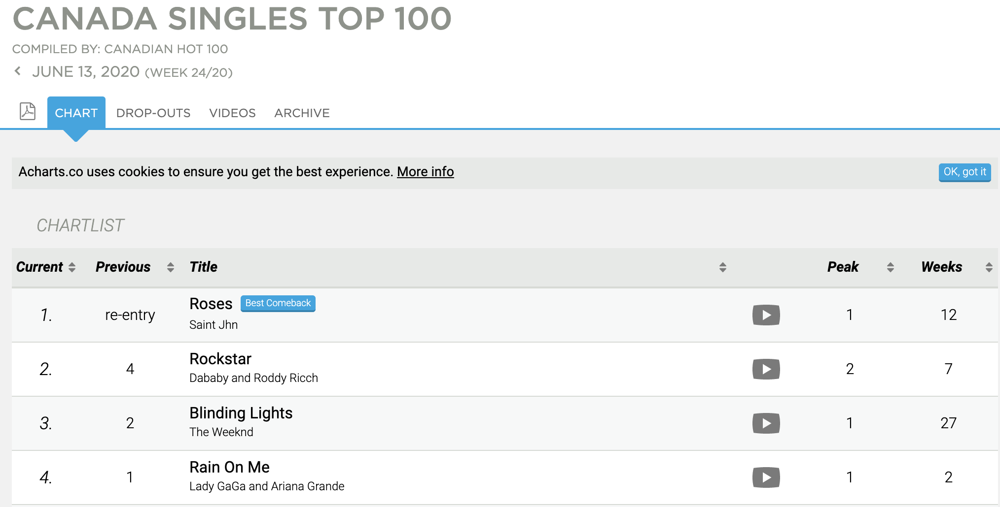 CANADA SINGLES TOP 100
COMPILED BY: CANADIAN HOT 100
JUNE 13, 2020 (WEEK 24/20)
CHART DROP-OUTS VIDEOS ARCHIVE
Acharts.co uses cookies to ensure you get the best experience. More info OK, got it
CHARTLIST
Current Previous Title Peak Weeks
1. re-entry Roses Best Comeback 1 12
Saint Jhn
2. 4 Rockstar 2 7
Dababy and Roddy Ricch
3. 2 Blinding Lights 1 27
The Weeknd
4. 1 Rain On Me 1 2
Lady GaGa and Ariana Grande